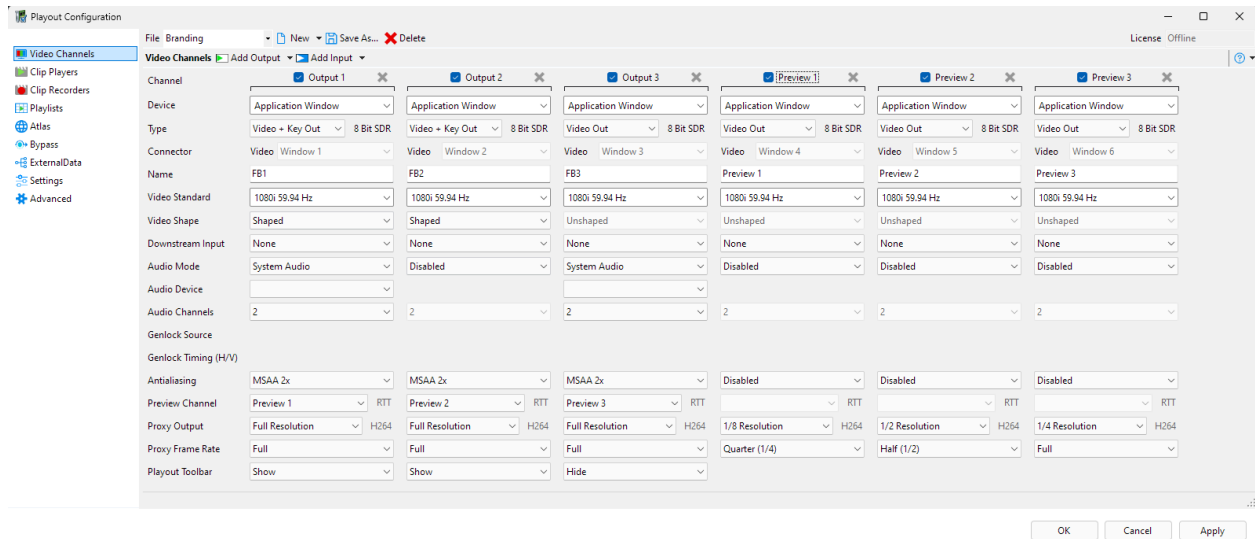 Playout Configuration
File Branding New Save As... Delete License Offline
Video Channels
Clip Players
Clip Recorders
Playlists
Atlas
Bypass
ExternalData
Settings
Advanced
Video Channels Add Output Add Input
Channel Output 1 Output 2 Output 3 Preview 1 Preview 2 Preview 3
Device Application Window Application Window Application Window Application Window Application Window Application Window
Type Video + Key Out 8 Bit SDR Video + Key Out 8 Bit SDR Video Out 8 Bit SDR Video Out 8 Bit SDR Video Out 8 Bit SDR Video Out 8 Bit SDR
Connector Video Window 1 Video Window 2 Video Window 3 Video Window 4 Video Window 5 Video Window 6
Name FB1 FB2 FB3 Preview 1 Preview 2 Preview 3
Video Standard 1080i 59.94 Hz 1080i 59.94 Hz 1080i 59.94 Hz 1080i 59.94 Hz 1080i 59.94 Hz 1080i 59.94 Hz
Video Shape Shaped Shaped Unshaped Unshaped Unshaped Unshaped
Downstream Input None None None None None None
Audio Mode System Audio Disabled System Audio Disabled Disabled Disabled
Audio Device
Audio Channels 2 2 2 2 2 2
Genlock Source
Genlock Timing (H/V)
Antialiasing MSAA 2x MSAA 2x MSAA 2x Disabled Disabled Disabled
Preview Channel Preview 1 RTT Preview 2 RTT Preview 3 RTT RTT RTT RTT
Proxy Output Full Resolution H264 Full Resolution H264 Full Resolution H264 1/8 Resolution H264 1/2 Resolution H264 1/4 Resolution H264
Proxy Frame Rate Full Full Full Quarter (1/4) Half (1/2) Full
Playout Toolbar Show Show Hide
OK Cancel Apply